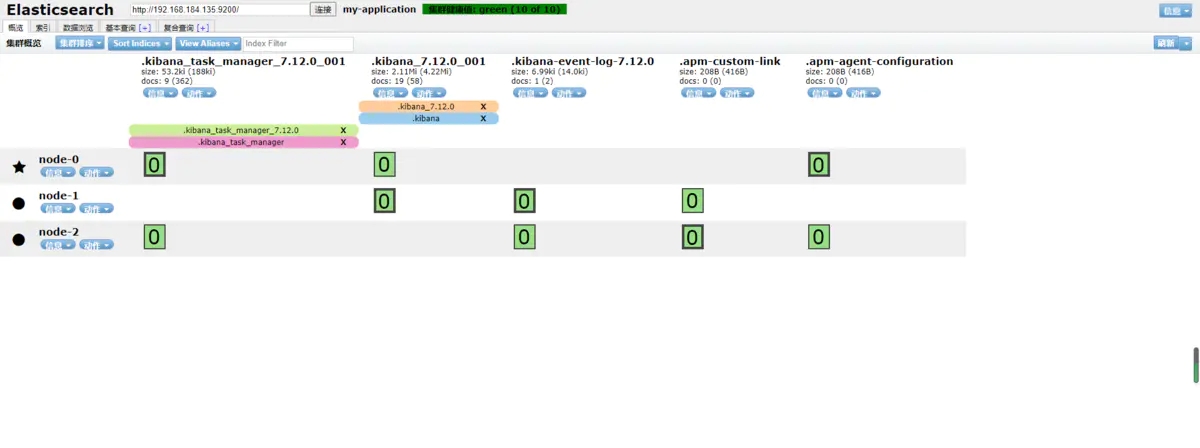 Elasticsearch http://192.168.184.135:9200/ 连接 my-application 集群健康值: green (10 of 10) 信息
概览 索引 数据浏览 基本查询 [+] 复合查询 [+]
集群概览 集群排序 Sort Indices View Aliases Index Filter 刷新
.kibana_task_manager_7.12.0_001 .kibana_7.12.0_001 .kibana-event-log-7.12.0 .apm-custom-link .apm-agent-configuration
size: 53.2ki (188ki) size: 2.11Mi (4.22Mi) size: 6.99ki (14.0ki) size: 208B (416B) size: 208B (416B)
docs: 9 (362) docs: 19 (58) docs: 1 (2) docs: 0 (0) docs: 0 (0)
信息 动作 信息 动作 信息 动作 信息 动作 信息 动作
.kibana_7.12.0 X
.kibana X
.kibana_task_manager_7.12.0 X
.kibana_task_manager X
node-0 0 0 0
信息 动作
node-1 0 0 0
信息 动作
node-2 0 0 0 0
信息 动作